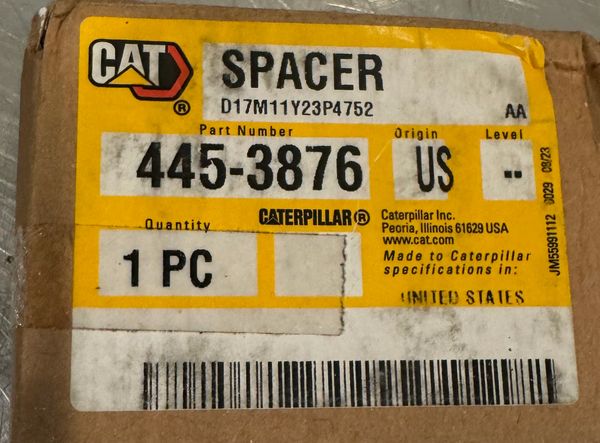 CAT
®
SPACER
D17M11Y23P4752
AA
Part Number
Origin
Level
445-3876
US
--
Quantity
1 PC
CATERPILLAR®
Caterpillar Inc.
Peoria, Illinois 61629 USA
www.cat.com
Made to Caterpillar
specifications in:
UNITED STATES
JM55991112 0029 09/23